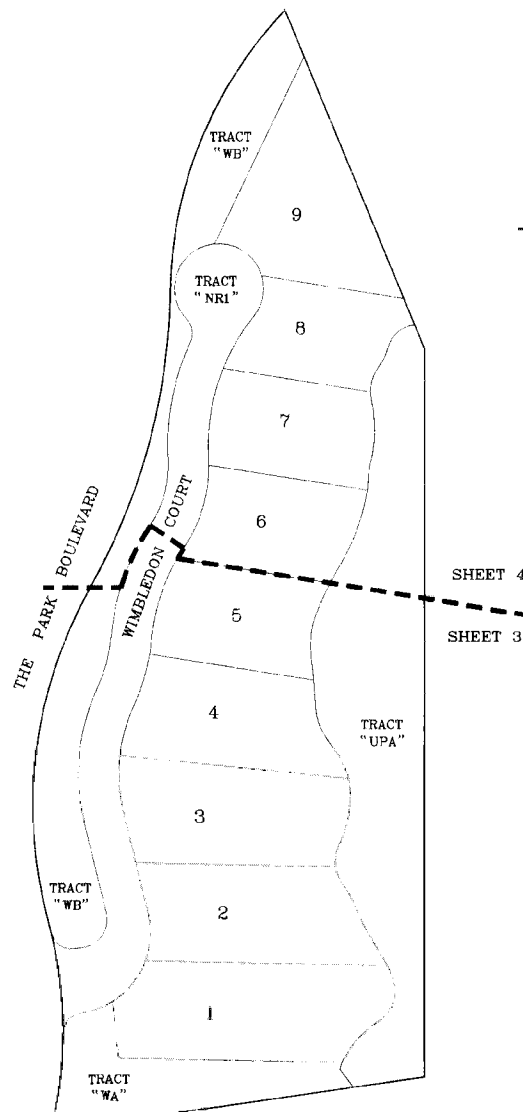 TRACT
"WB"
9
TRACT
"NR1"
8
7
6
THE PARK BOULEVARD
WIMBLEDON COURT
SHEET 4
SHEET 3
5
4
TRACT
"UPA"
3
TRACT
"WB"
2
1
TRACT
"WA"